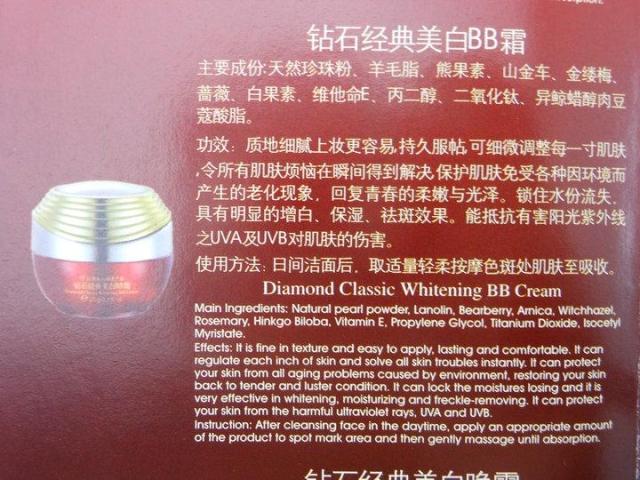 钻石经典美白BB霜
主要成份:天然珍珠粉、羊毛脂、熊果素、山金车、金缕梅、
蔷薇、白果素、维他命E、丙二醇、二氧化钛、异鲸蜡醇肉豆
蔻酸脂。
功效：质地细腻上妆更容易,持久服帖,可细微调整每一寸肌肤
,令所有肌肤烦恼在瞬间得到解决,保护肌肤免受各种因环境而
产生的老化现象，回复青春的柔嫩与光泽。锁住水份流失，
具有明显的增白、保湿、祛斑效果。能抵抗有害阳光紫外线
之UVA及UVB对肌肤的伤害。
使用方法：日间洁面后，取适量轻柔按摩色斑处肌肤至吸收。
Diamond Classic Whitening BB Cream
Main Ingredients: Natural pearl powder, Lanolin, Bearberry, Arnica, Witchhazel,
Rosemary, Hinkgo Biloba, Vitamin E, Propylene Glycol, Titanium Dioxide, Isocetyl
Myristate.
Effects: It is fine in texture and easy to apply, lasting and comfortable. It can
regulate each inch of skin and solve all skin troubles instantly. It can protect
your skin from all aging problems caused by environment, restoring your skin
back to tender and luster condition. It can lock the moistures losing and it is
very effective in whitening, moisturizing and freckle-removing. It can protect
your skin from the harmful ultraviolet rays, UVA and UVB.
Instruction: After cleansing face in the daytime, apply an appropriate amount
of the product to spot mark area and then gently massage until absorption.
钻石经典美白晚霜